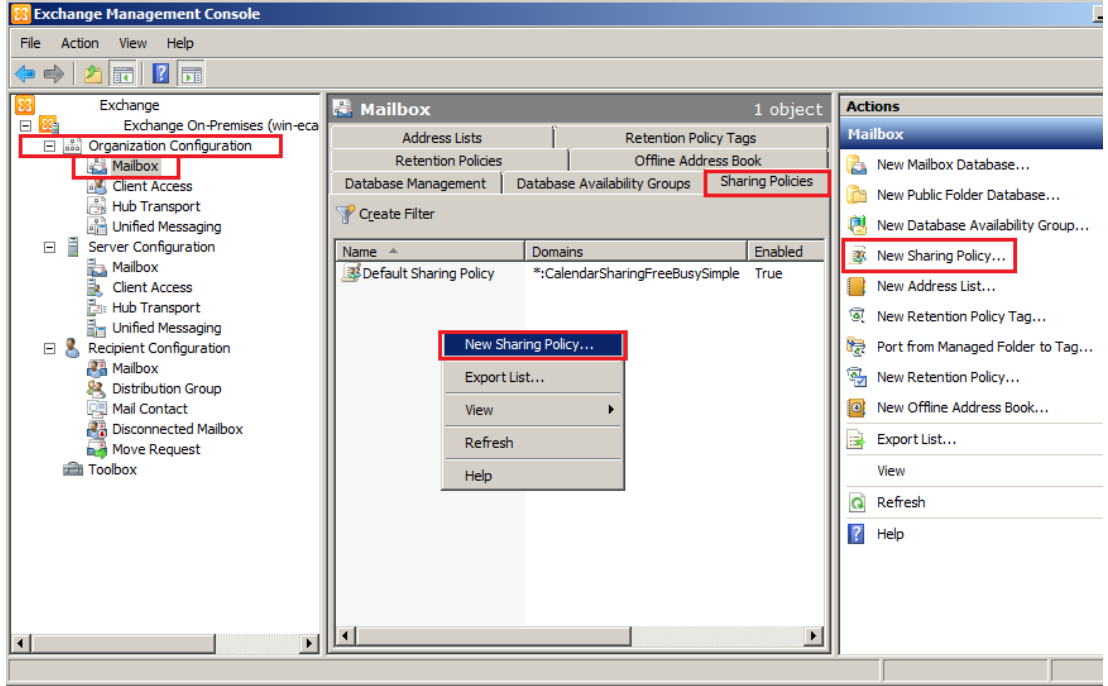 Exchange Management Console
File Action View Help
Exchange
Exchange On-Premises (win-eca
Organization Configuration
Mailbox
Client Access
Hub Transport
Unified Messaging
Server Configuration
Mailbox
Client Access
Hub Transport
Unified Messaging
Recipient Configuration
Mailbox
Distribution Group
Mail Contact
Disconnected Mailbox
Move Request
Toolbox
Mailbox 1 object
Address Lists Retention Policy Tags
Retention Policies Offline Address Book
Database Management Database Availability Groups Sharing Policies
Create Filter
Name Domains Enabled
Default Sharing Policy *:CalendarSharingFreeBusySimple True
New Sharing Policy...
Export List...
View
Refresh
Help
Actions
Mailbox
New Mailbox Database...
New Public Folder Database...
New Database Availability Group...
New Sharing Policy...
New Address List...
New Retention Policy Tag...
Port from Managed Folder to Tag...
New Retention Policy...
New Offline Address Book...
Export List...
View
Refresh
Help